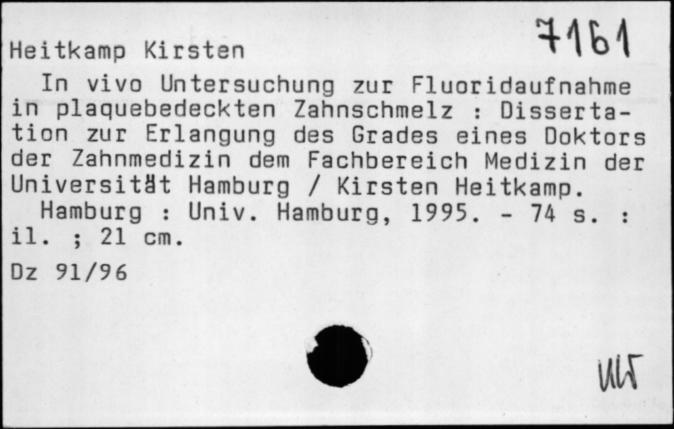 7161
Heitkamp Kirsten
In vivo Untersuchung zur Fluoridaufnahme
in plaquebedeckten Zahnschmelz : Disserta-
tion zur Erlangung des Grades eines Doktors
der Zahnmedizin dem Fachbereich Medizin der
Universität Hamburg / Kirsten Heitkamp.
Hamburg : Univ. Hamburg, 1995. - 74 s. :
il. ; 21 cm.
Dz 91/96